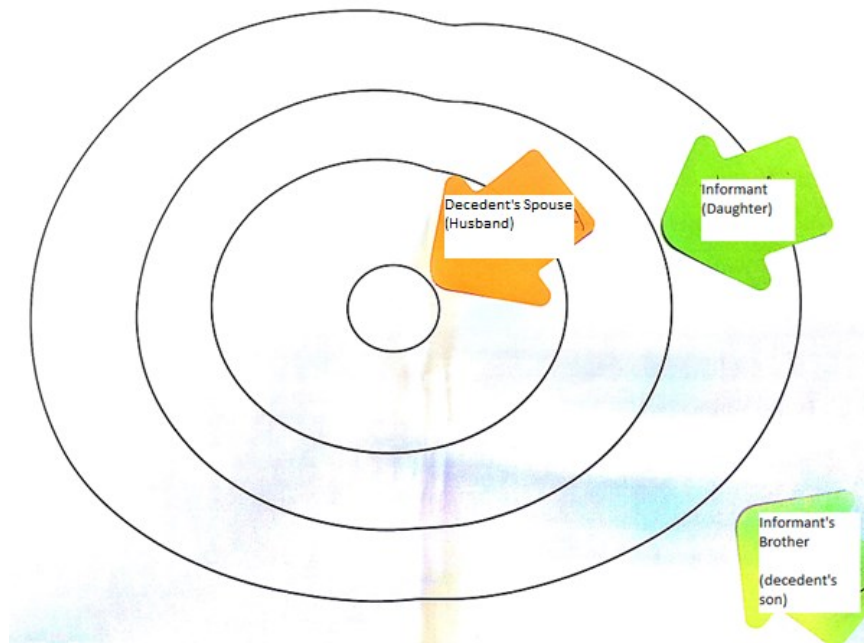 Decedent's Spouse
(Husband)
Informant
(Daughter)
Informant's
Brother
(decedent's
son)